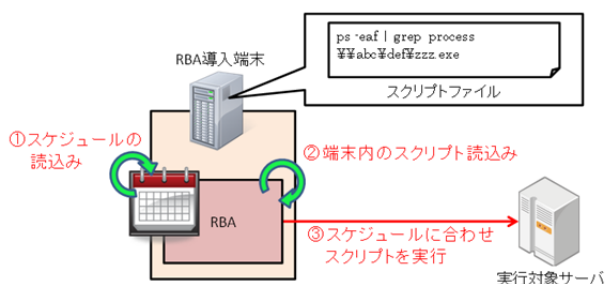 ps -eaf | grep process
¥¥abc¥def¥zzz.exe
スクリプトファイル
RBA導入端末
①スケジュールの
読込み
②端末内のスクリプト読込み
RBA
③スケジュールに合わせ
スクリプトを実行
実行対象サーバ